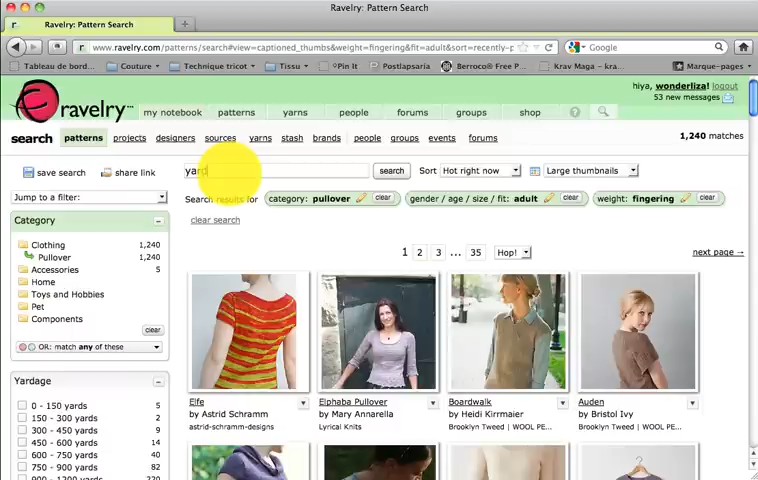 Ravelry: Pattern Search
Ravelry: Pattern Search
www.ravelry.com/patterns/search#view=captioned_thumbs&weight=fingering&fit=adult&sort=recently-p
Google
Tableau de bord...
Couture
Technique tricot
Tissu
Pin It
Postlapsaria
Berroco® Free P...
Krav Maga - kra...
Marque-pages
hiya, wonderliza! logout
53 new messages
ravelry
my notebook patterns yarns people forums groups shop ?
search patterns projects designers sources yarns stash brands people groups events forums
1,240 matches
save search share link
yard
search
Sort Hot right now
Large thumbnails
Jump to a filter:
Search results for category: pullover clear gender / age / size / fit: adult clear weight: fingering clear
clear search
Category
Clothing 1,240
Pullover 1,240
Accessories 5
Home
Toys and Hobbies
Pet
Components
clear
OR: match any of these
Yardage
0 - 150 yards 5
150 - 300 yards 2
300 - 450 yards 9
450 - 600 yards 14
600 - 750 yards 40
750 - 900 yards 82
900 - 1200 yards 220
1 2 3 ... 35 Hop!
next page →
Elfe
by Astrid Schramm
astrid-schramm-designs
Elphaba Pullover
by Mary Annarella
Lyrical Knits
Boardwalk
by Heidi Kirrmaier
Brooklyn Tweed | WOOL PE...
Auden
by Bristol Ivy
Brooklyn Tweed | WOOL PE...